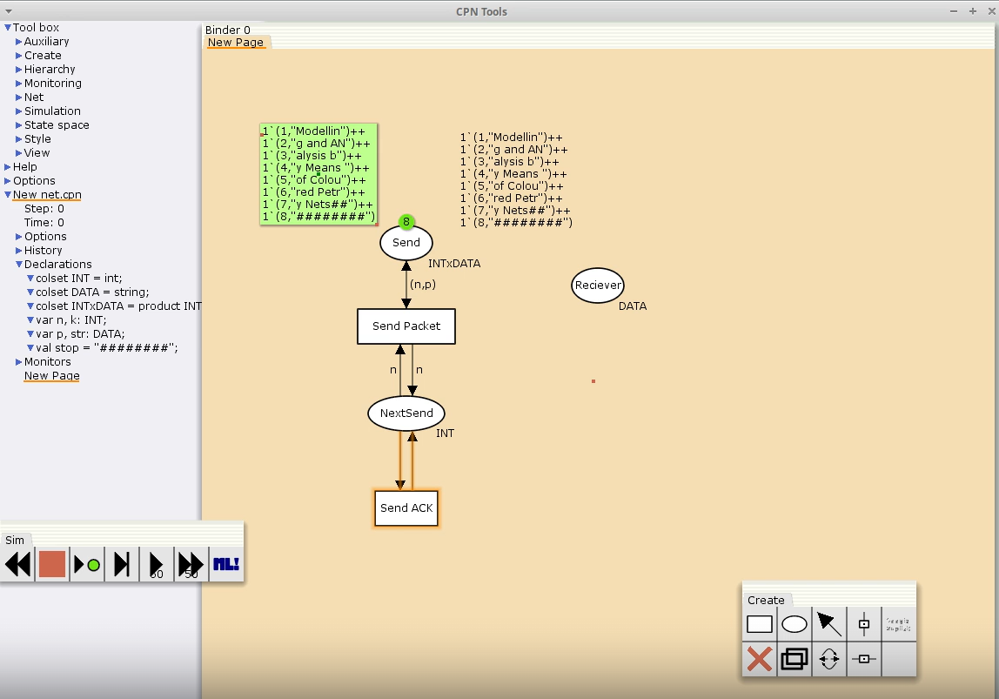 CPN Tools
Tool box
Auxiliary
Create
Hierarchy
Monitoring
Net
Simulation
State space
Style
View
Help
Options
New net.cpn
Step: 0
Time: 0
Options
History
Declarations
colset INT = int;
colset DATA = string;
colset INTxDATA = product INT
var n, k: INT;
var p, str: DATA;
val stop = "########";
Monitors
New Page
Binder 0
New Page
1`(1,"Modellin")++
1`(2,"g and AN")++
1`(3,"alysis b")++
1`(4,"y Means ")++
1`(5,"of Colou")++
1`(6,"red Petr")++
1`(7,"y Nets##")++
1`(8,"########")
1`(1,"Modellin")++
1`(2,"g and AN")++
1`(3,"alysis b")++
1`(4,"y Means ")++
1`(5,"of Colou")++
1`(6,"red Petr")++
1`(7,"y Nets##")++
1`(8,"########")
8
Send
INTxDATA
(n,p)
Reciever
DATA
Send Packet
n
n
NextSend
INT
Send ACK
Sim
50
ML!
Create